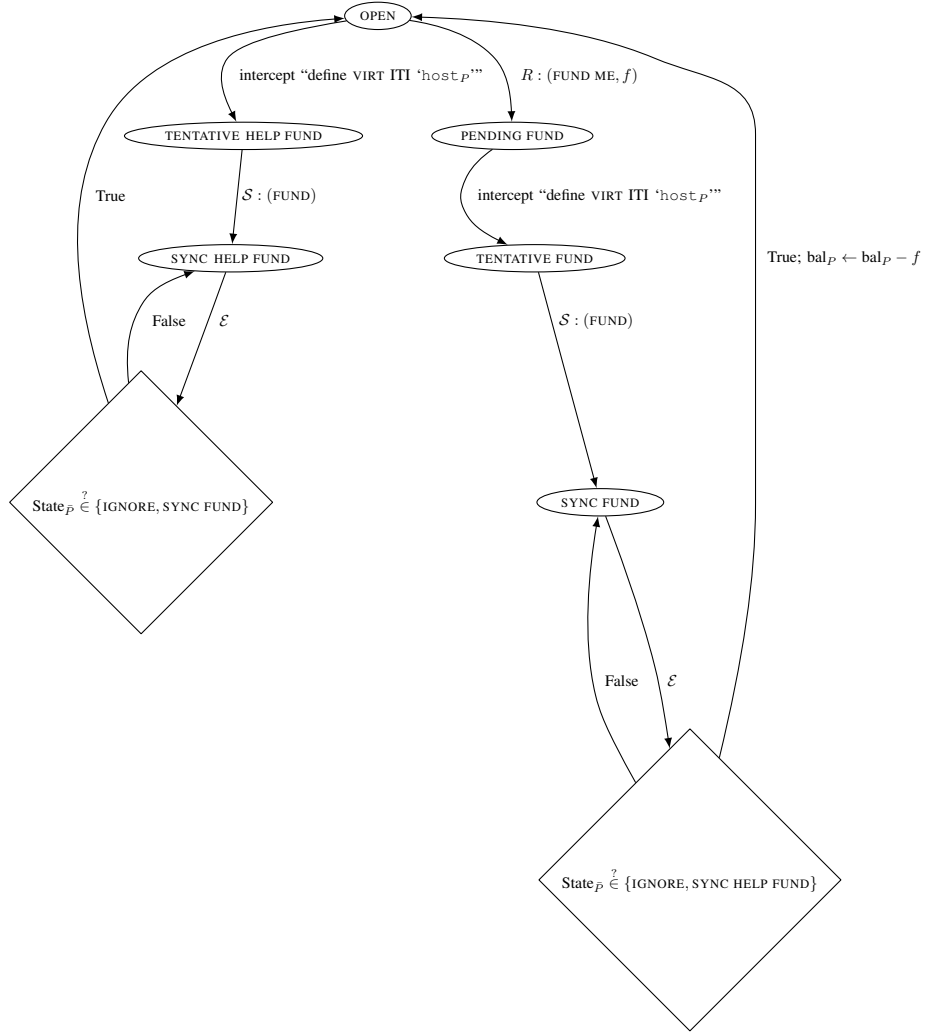 OPEN
intercept “define VIRT ITI ‘host_P’”
R : (FUND ME, f)
TENTATIVE HELP FUND
PENDING FUND
True
𝒮 : (FUND)
intercept “define VIRT ITI ‘host_P’”
SYNC HELP FUND
TENTATIVE FUND
True; bal_P ← bal_P − f
False
ℰ
𝒮 : (FUND)
State_P̄ ∈? {IGNORE, SYNC FUND}
SYNC FUND
False
ℰ
State_P̄ ∈? {IGNORE, SYNC HELP FUND}